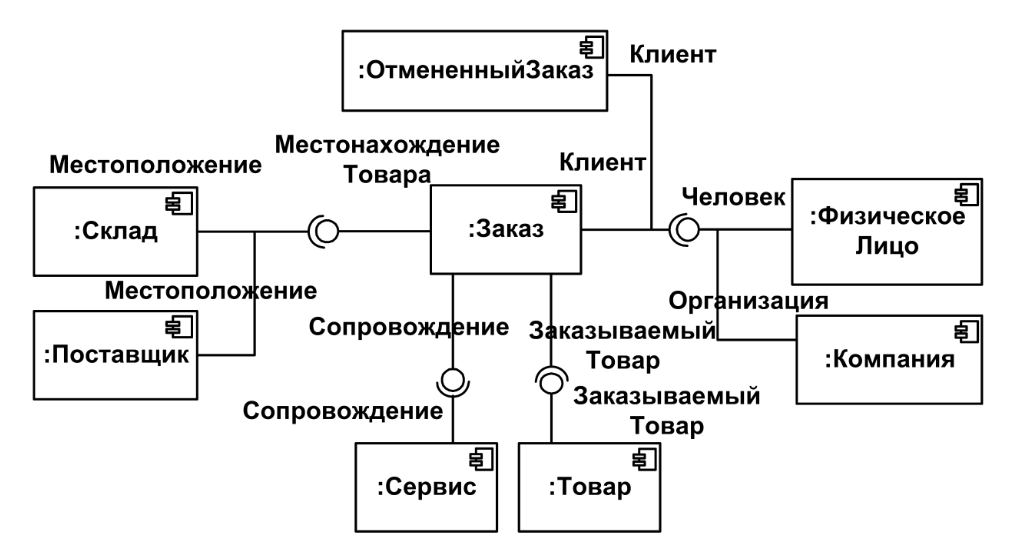 :ОтмененныйЗаказ
Клиент
Местонахождение
Товара
Местоположение
Клиент
Человек
:Склад
:Заказ
:Физическое
Лицо
Местоположение
Организация
:Поставщик
Сопровождение
Заказываемый
Товар
:Компания
Сопровождение
Заказываемый
Товар
:Сервис
:Товар